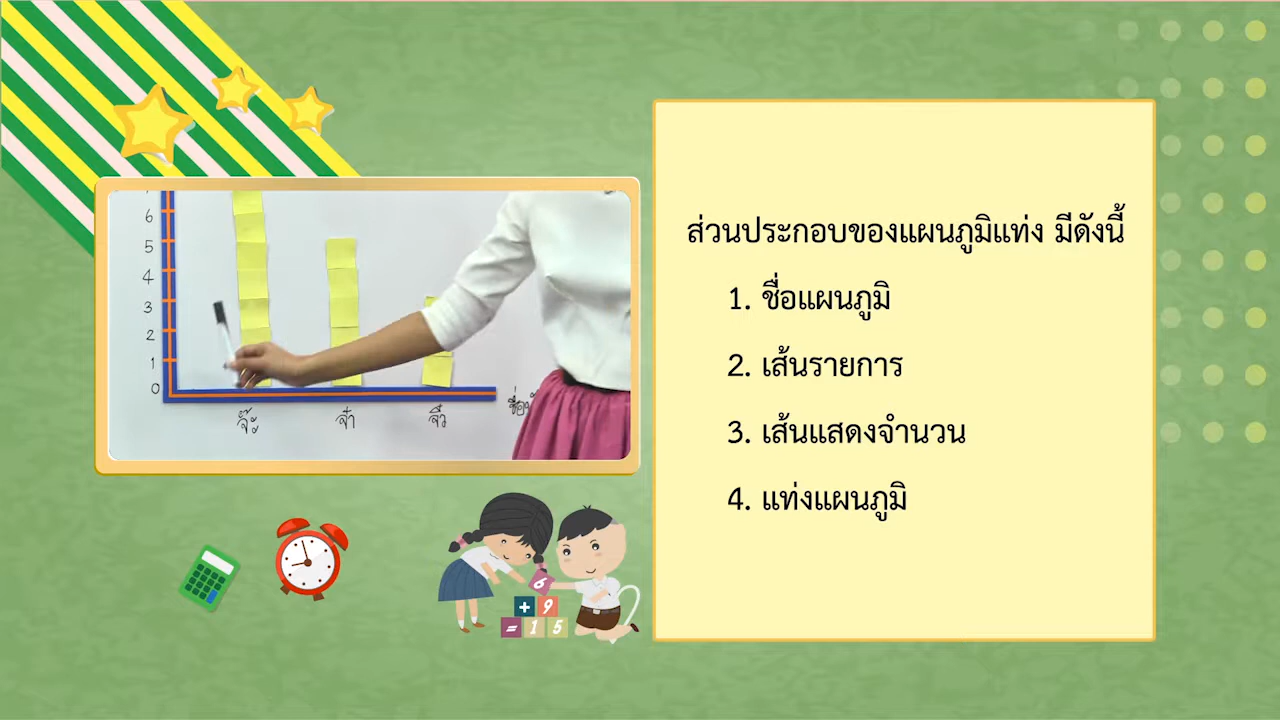 ส่วนประกอบของแผนภูมิแท่ง มีดังนี้
1. ชื่อแผนภูมิ
2. เส้นรายการ
3. เส้นแสดงจำนวน
4. แท่งแผนภูมิ
6
5
4
3
2
1
0
จ๊ะ จ๋า จิ๋ว
6
+ 9
= 1 5